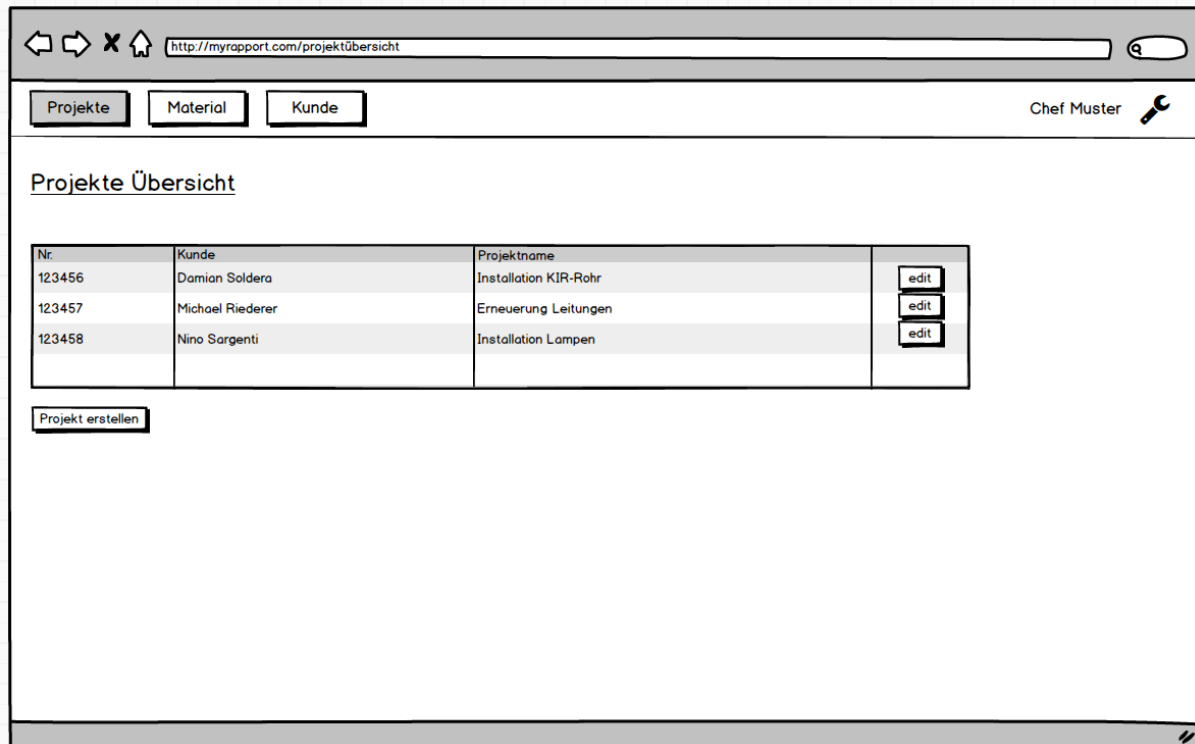 http://myrapport.com/projektübersicht
Projekte Material Kunde Chef Muster
Projekte Übersicht
Nr. Kunde Projektname
123456 Damian Soldera Installation KIR-Rohr edit
123457 Michael Riederer Erneuerung Leitungen edit
123458 Nino Sargenti Installation Lampen edit
Projekt erstellen